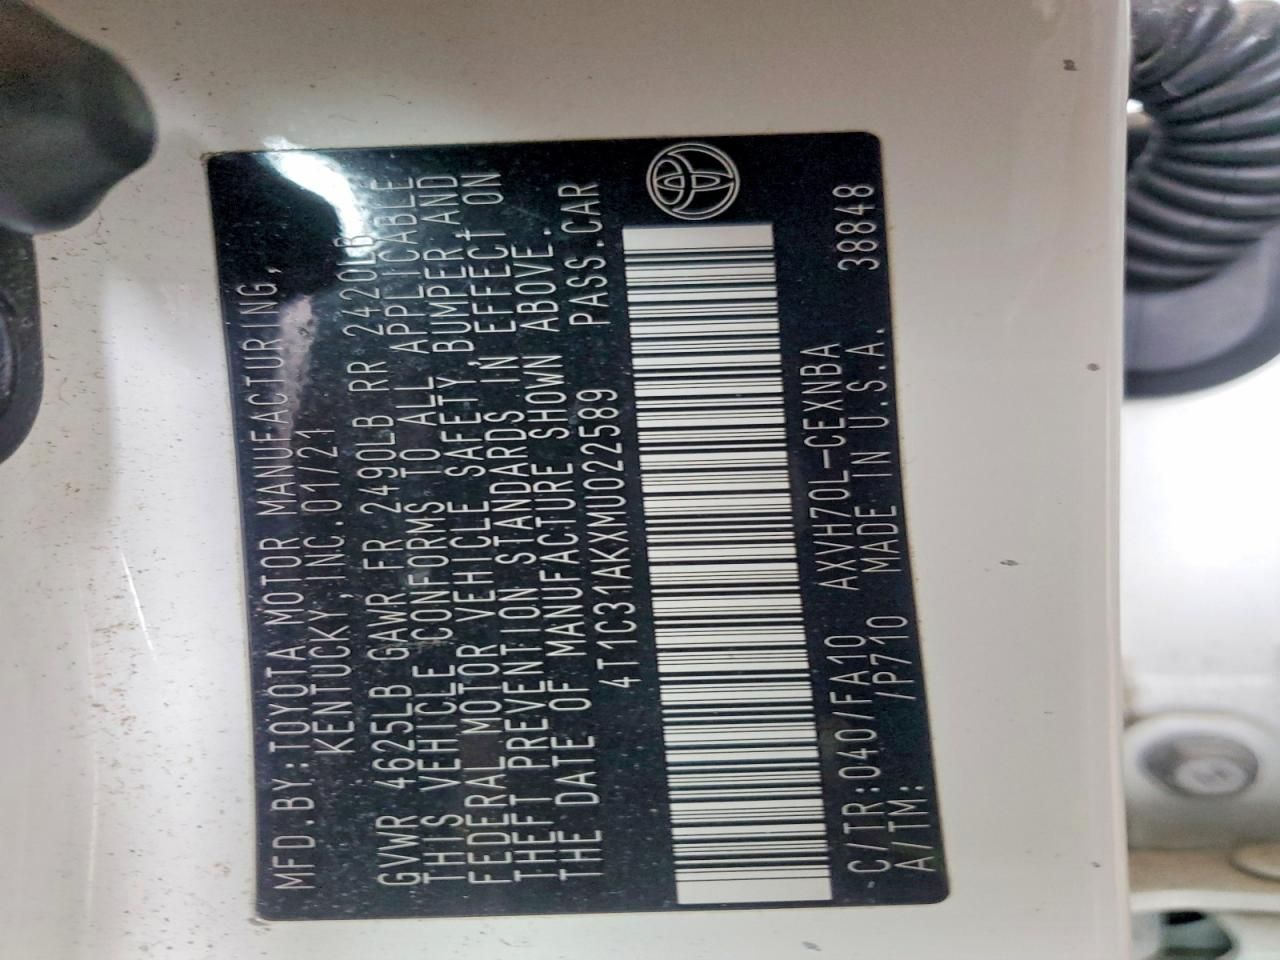 MFD.BY:TOYOTA MOTOR MANUFACTURING,
KENTUCKY,INC.01/21
GVWR 4625LB GAWR FR 2490LB RR 2420LB
THIS VEHICLE CONFORMS TO ALL APPLICABLE
FEDERAL MOTOR VEHICLE SAFETY,BUMPER,AND
THEFT PREVENTION STANDARDS IN EFFECT ON
THE DATE OF MANUFACTURE SHOWN ABOVE.
4T1C31AKXMU022589 PASS.CAR
C/TR:040/FA10 AXVH70L-CEXNBA
A/TM: /P710 MADE IN U.S.A. 38848